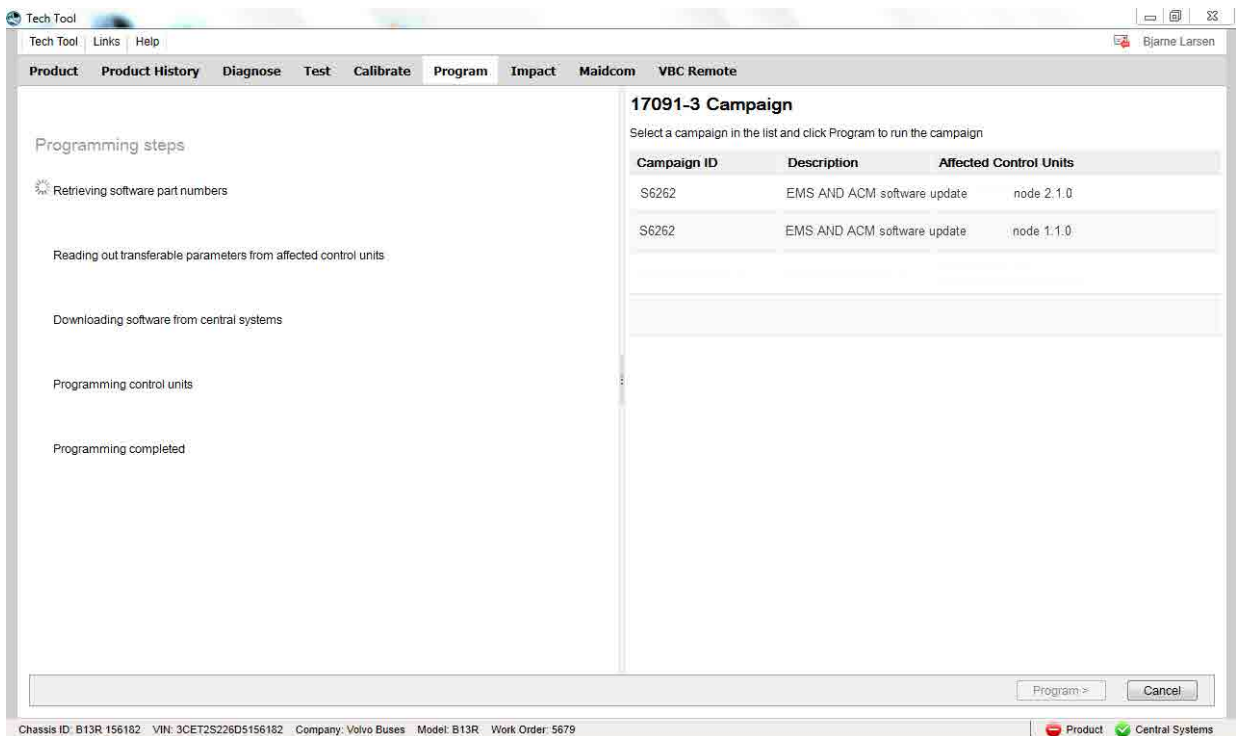 Tech Tool
Tech Tool Links Help Bjarne Larsen
Product Product History Diagnose Test Calibrate Program Impact Maidcom VBC Remote
Programming steps
Retrieving software part numbers
Reading out transferable parameters from affected control units
Downloading software from central systems
Programming control units
Programming completed
17091-3 Campaign
Select a campaign in the list and click Program to run the campaign
Campaign ID Description Affected Control Units
S6262 EMS AND ACM software update node 2.1.0
S6262 EMS AND ACM software update node 1.1.0
Program > Cancel
Chassis ID: B13R 156182 VIN: 3CET2S226D5156182 Company: Volvo Buses Model: B13R Work Order: 5679 Product Central Systems